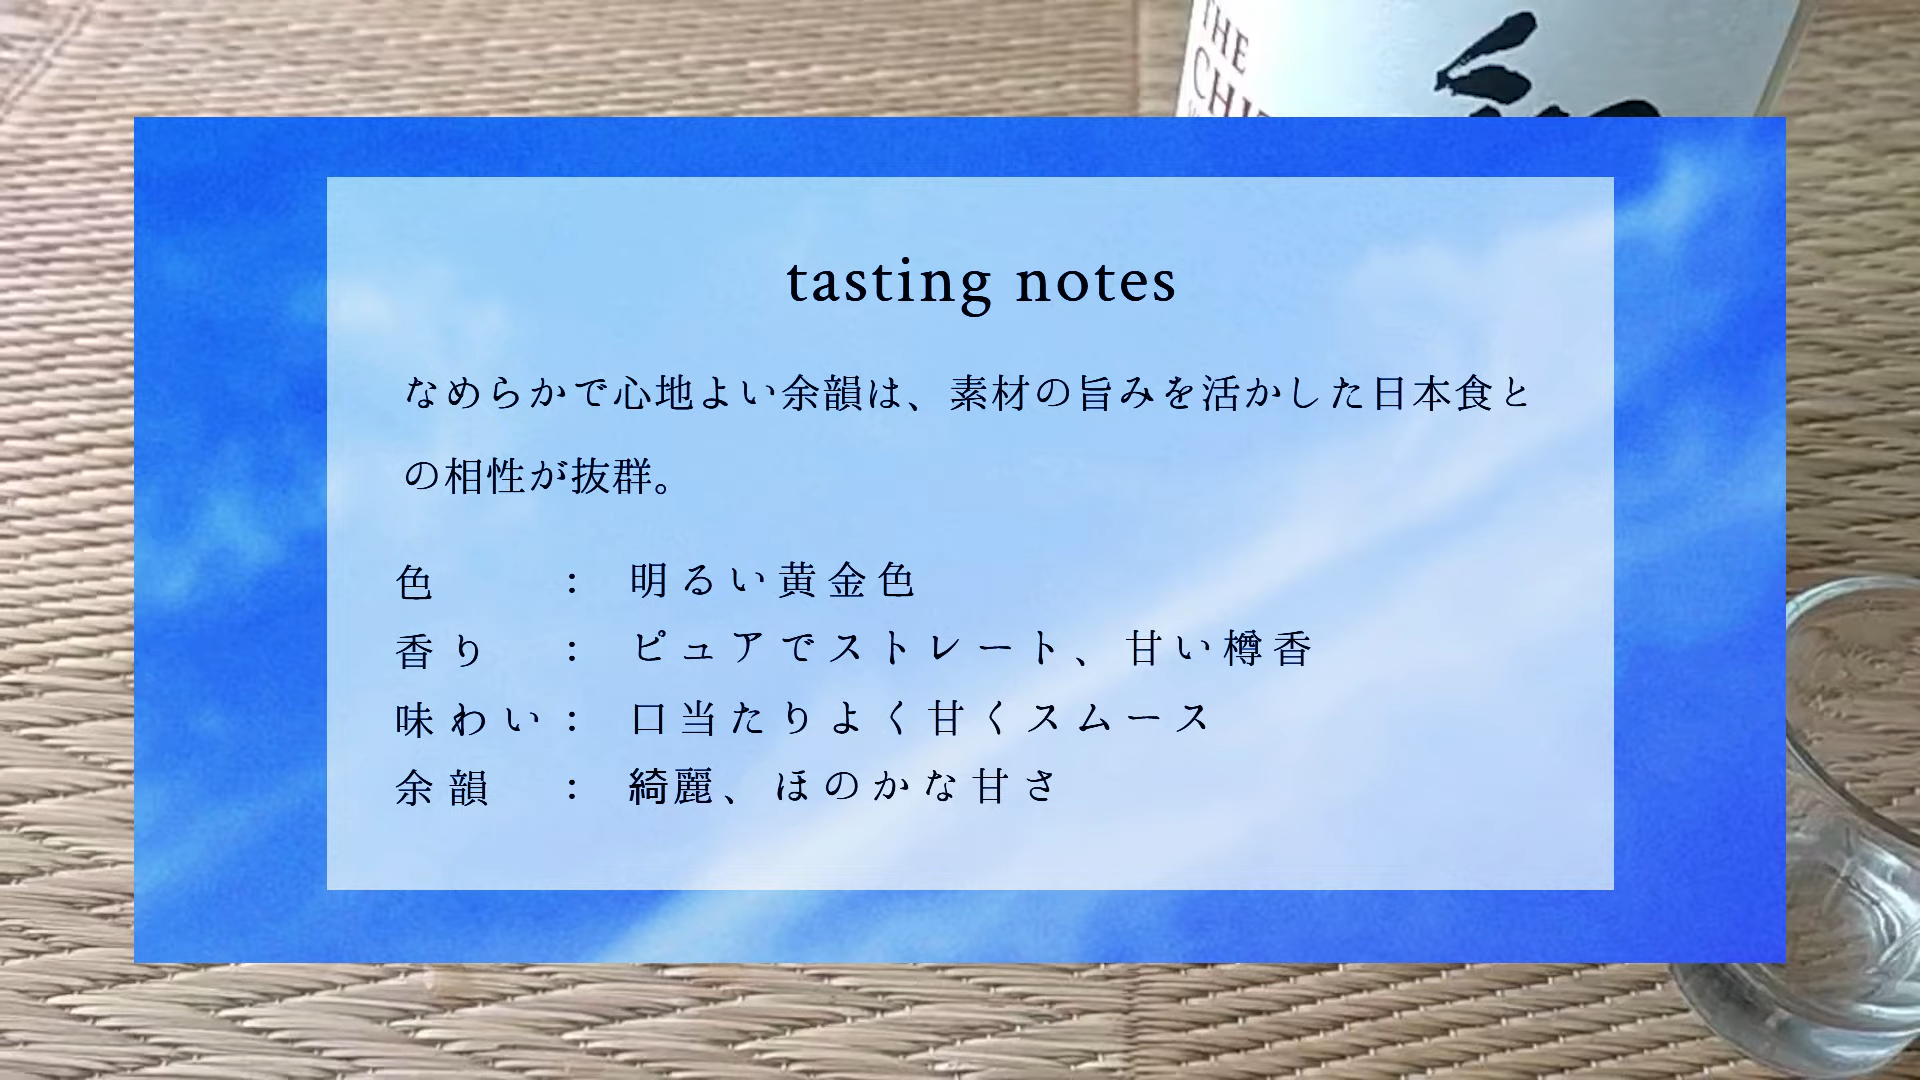 THE
tasting notes
なめらかで心地よい余韻は、素材の旨みを活かした日本食と
の相性が抜群。
色 : 明るい黄金色
香り : ピュアでストレート、甘い樽香
味わい : 口当たりよく甘くスムース
余韻 : 綺麗、ほのかな甘さ